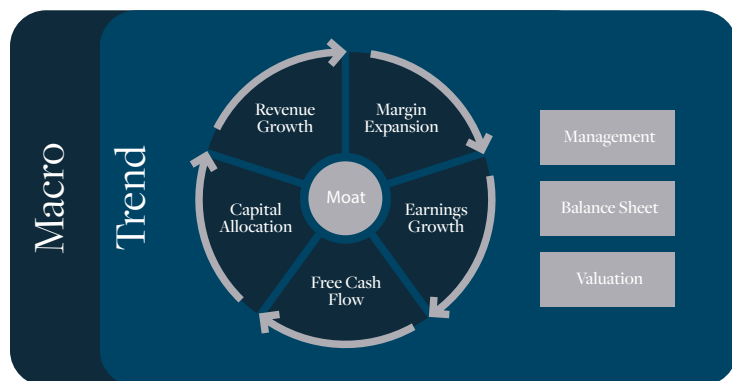 Macro
Trend
Revenue
Growth
Margin
Expansion
Moat
Capital
Allocation
Earnings
Growth
Free Cash
Flow
Management
Balance Sheet
Valuation